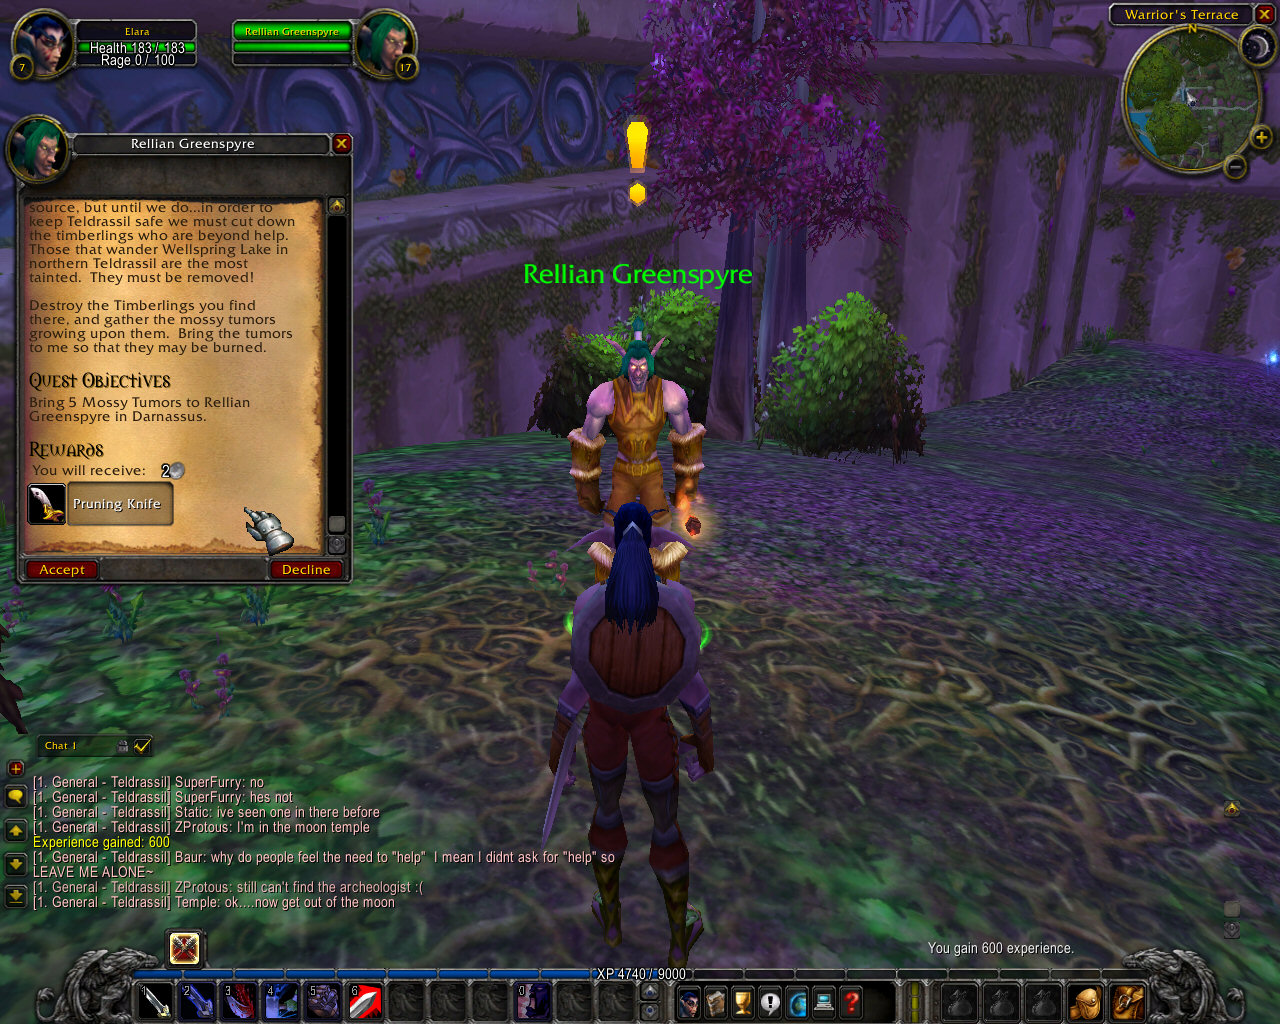 Elara
Health 183 / 183
Rage 0 / 100
7
Rellian Greenspyre
17
Warrior's Terrace
N
Rellian Greenspyre
source, but until we do...in order to
keep Teldrassil safe we must cut down
the timberlings who are beyond help.
Those that wander Wellspring Lake in
northern Teldrassil are the most
tainted.  They must be removed!
Destroy the Timberlings you find
there, and gather the mossy tumors
growing upon them.  Bring the tumors
to me so that they may be burned.
Quest Objectives
Bring 5 Mossy Tumors to Rellian
Greenspyre in Darnassus.
Rewards
You will receive: 2
Pruning Knife
Accept
Decline
Rellian Greenspyre
Chat 1
[1. General - Teldrassil] SuperFurry: no
[1. General - Teldrassil] SuperFurry: hes not
[1. General - Teldrassil] Static: ive seen one in there before
[1. General - Teldrassil] ZProtous: I'm in the moon temple
Experience gained: 600
[1. General - Teldrassil] Baur: why do people feel the need to "help"  I mean I didnt ask for "help" so
LEAVE ME ALONE~
[1. General - Teldrassil] ZProtous: still can't find the archeologist :(
[1. General - Teldrassil] Temple: ok....now get out of the moon
You gain 600 experience.
XP 4740 / 9000
1 2 3 4 5 6 0